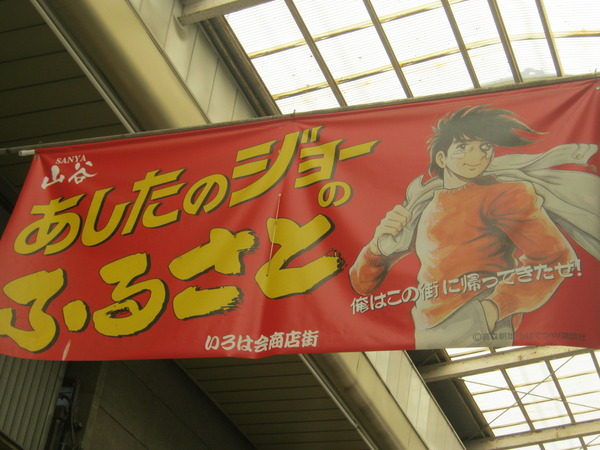 SANYA
山谷
あしたのジョーの
ふるさと
俺はこの街に帰ってきたぜ!
いろは会商店街